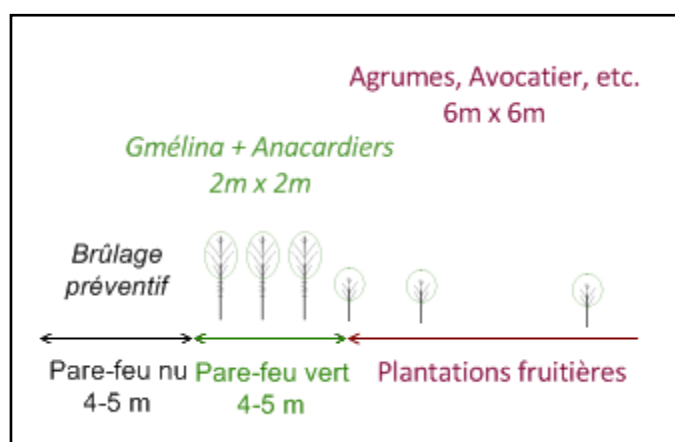 Agrumes, Avocatier, etc.
6m x 6m
Gmélina + Anacardiers
2m x 2m
Brûlage
préventif
Pare-feu nu
4-5 m
Pare-feu vert
4-5 m
Plantations fruitières